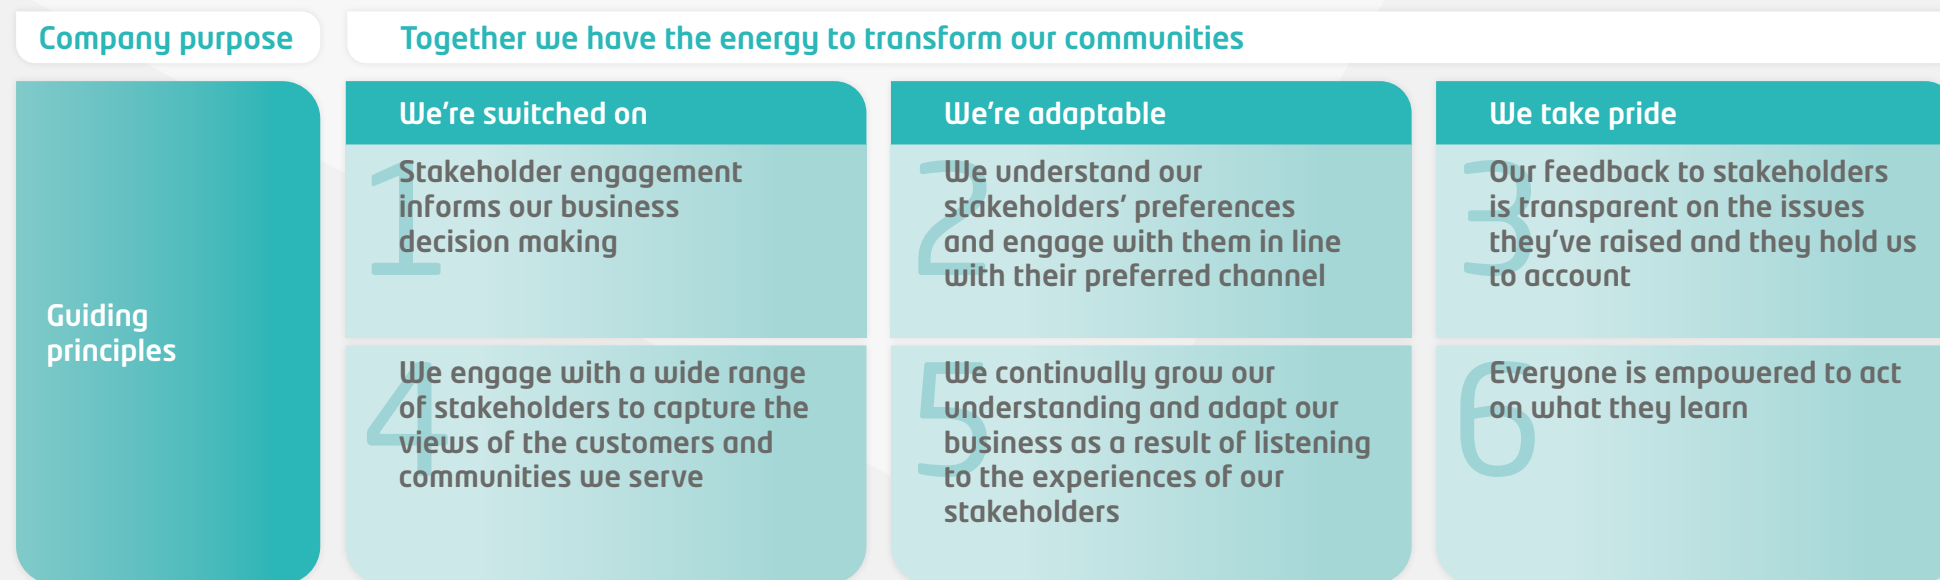 Company purpose
Together we have the energy to transform our communities
Guiding
principles
We're switched on
We're adaptable
We take pride
1
Stakeholder engagement
informs our business
decision making
2
We understand our
stakeholders' preferences
and engage with them in line
with their preferred channel
3
Our feedback to stakeholders
is transparent on the issues
they've raised and they hold us
to account
4
We engage with a wide range
of stakeholders to capture the
views of the customers and
communities we serve
5
We continually grow our
understanding and adapt our
business as a result of listening
to the experiences of our
stakeholders
6
Everyone is empowered to act
on what they learn